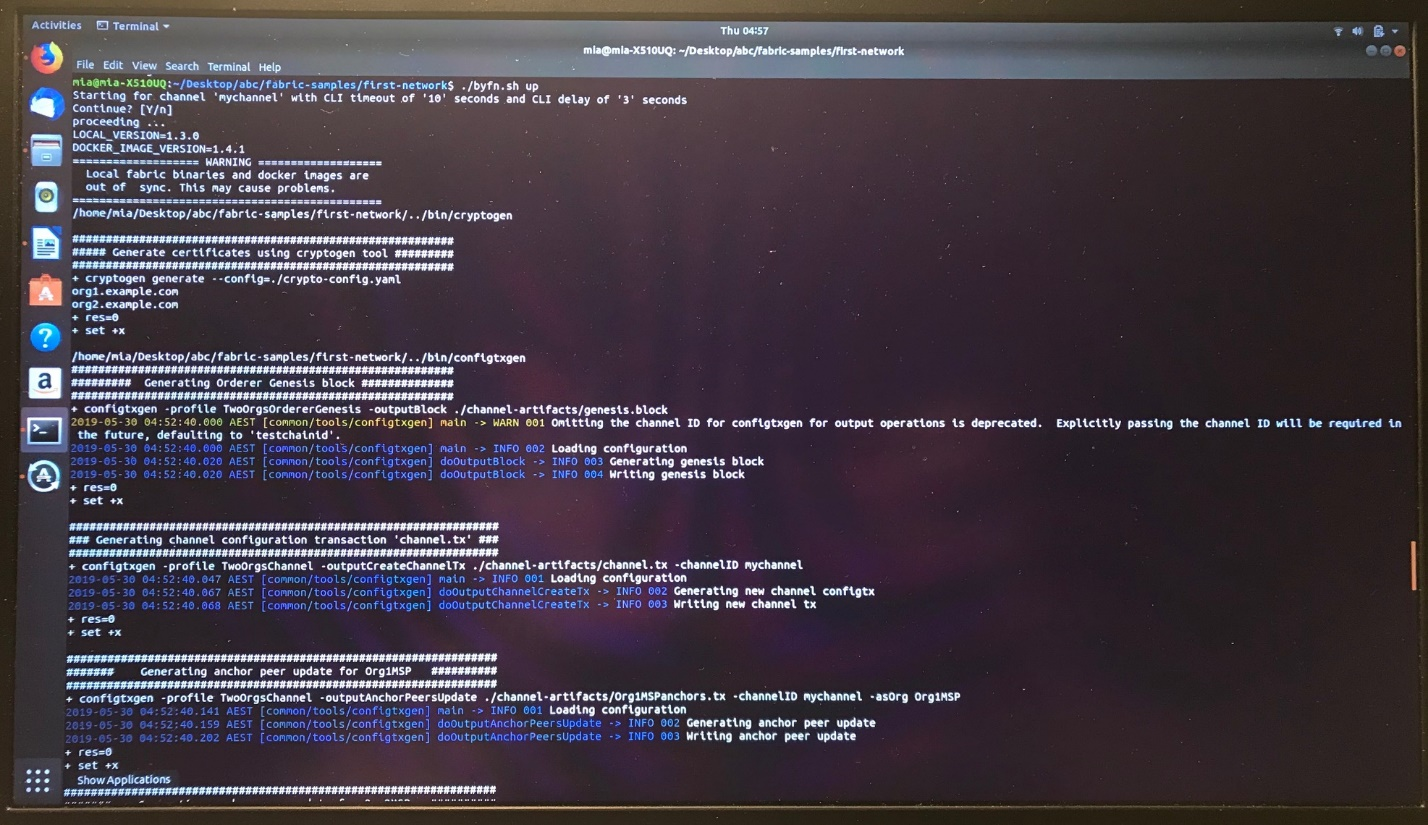 Activities Terminal
Thu 04:57
mia@mia-X510UQ: ~/Desktop/abc/fabric-samples/first-network
File Edit View Search Terminal Help
mia@mia-X510UQ:~/Desktop/abc/fabric-samples/first-network$ ./byfn.sh up
Starting for channel 'mychannel' with CLI timeout of '10' seconds and CLI delay of '3' seconds
Continue? [Y/n]
proceeding ...
LOCAL_VERSION=1.3.0
DOCKER_IMAGE_VERSION=1.4.1
=================== WARNING ===================
Local fabric binaries and docker images are
out of  sync. This may cause problems.
===============================================
/home/mia/Desktop/abc/fabric-samples/first-network/../bin/cryptogen
##########################################################
##### Generate certificates using cryptogen tool #########
##########################################################
+ cryptogen generate --config=./crypto-config.yaml
org1.example.com
org2.example.com
+ res=0
+ set +x
/home/mia/Desktop/abc/fabric-samples/first-network/../bin/configtxgen
##########################################################
#########  Generating Orderer Genesis block ##############
##########################################################
+ configtxgen -profile TwoOrgsOrdererGenesis -outputBlock ./channel-artifacts/genesis.block
2019-05-30 04:52:40.000 AEST [common/tools/configtxgen] main -> WARN 001 Omitting the channel ID for configtxgen for output operations is deprecated.  Explicitly passing the channel ID will be required in
the future, defaulting to 'testchainid'.
2019-05-30 04:52:40.000 AEST [common/tools/configtxgen] main -> INFO 002 Loading configuration
2019-05-30 04:52:40.020 AEST [common/tools/configtxgen] doOutputBlock -> INFO 003 Generating genesis block
2019-05-30 04:52:40.020 AEST [common/tools/configtxgen] doOutputBlock -> INFO 004 Writing genesis block
+ res=0
+ set +x
#################################################################
### Generating channel configuration transaction 'channel.tx' ###
#################################################################
+ configtxgen -profile TwoOrgsChannel -outputCreateChannelTx ./channel-artifacts/channel.tx -channelID mychannel
2019-05-30 04:52:40.047 AEST [common/tools/configtxgen] main -> INFO 001 Loading configuration
2019-05-30 04:52:40.067 AEST [common/tools/configtxgen] doOutputChannelCreateTx -> INFO 002 Generating new channel configtx
2019-05-30 04:52:40.068 AEST [common/tools/configtxgen] doOutputChannelCreateTx -> INFO 003 Writing new channel tx
+ res=0
+ set +x
#################################################################
#######    Generating anchor peer update for Org1MSP   ##########
#################################################################
+ configtxgen -profile TwoOrgsChannel -outputAnchorPeersUpdate ./channel-artifacts/Org1MSPanchors.tx -channelID mychannel -asOrg Org1MSP
2019-05-30 04:52:40.141 AEST [common/tools/configtxgen] main -> INFO 001 Loading configuration
2019-05-30 04:52:40.159 AEST [common/tools/configtxgen] doOutputAnchorPeersUpdate -> INFO 002 Generating anchor peer update
2019-05-30 04:52:40.202 AEST [common/tools/configtxgen] doOutputAnchorPeersUpdate -> INFO 003 Writing anchor peer update
+ res=0
+ set +x
Show Applications
#################################################################